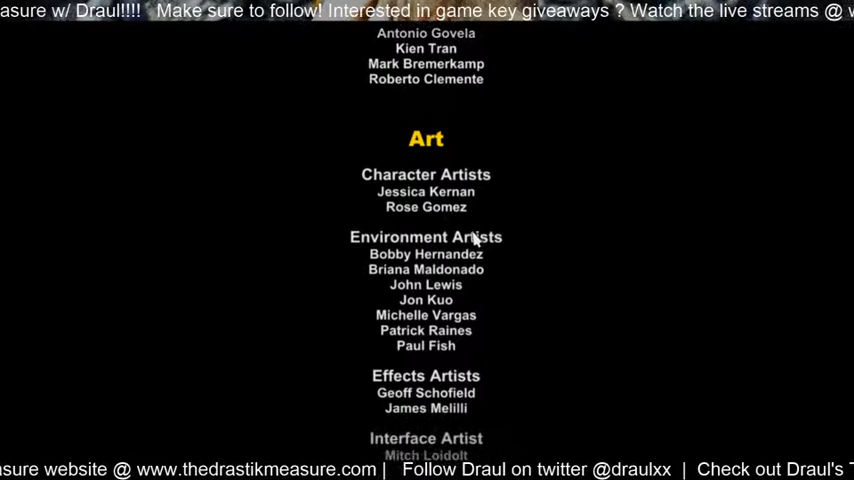 asure w/ Draul!!!!   Make sure to follow! Interested in game key giveaways ? Watch the live streams @ w
Antonio Govela
Kien Tran
Mark Bremerkamp
Roberto Clemente
Art
Character Artists
Jessica Kernan
Rose Gomez
Environment Artists
Bobby Hernandez
Briana Maldonado
John Lewis
Jon Kuo
Michelle Vargas
Patrick Raines
Paul Fish
Effects Artists
Geoff Schofield
James Melilli
Interface Artist
Mitch Loidolt
asure website @ www.thedrastikmeasure.com |   Follow Draul on twitter @draulxx  |  Check out Draul's T